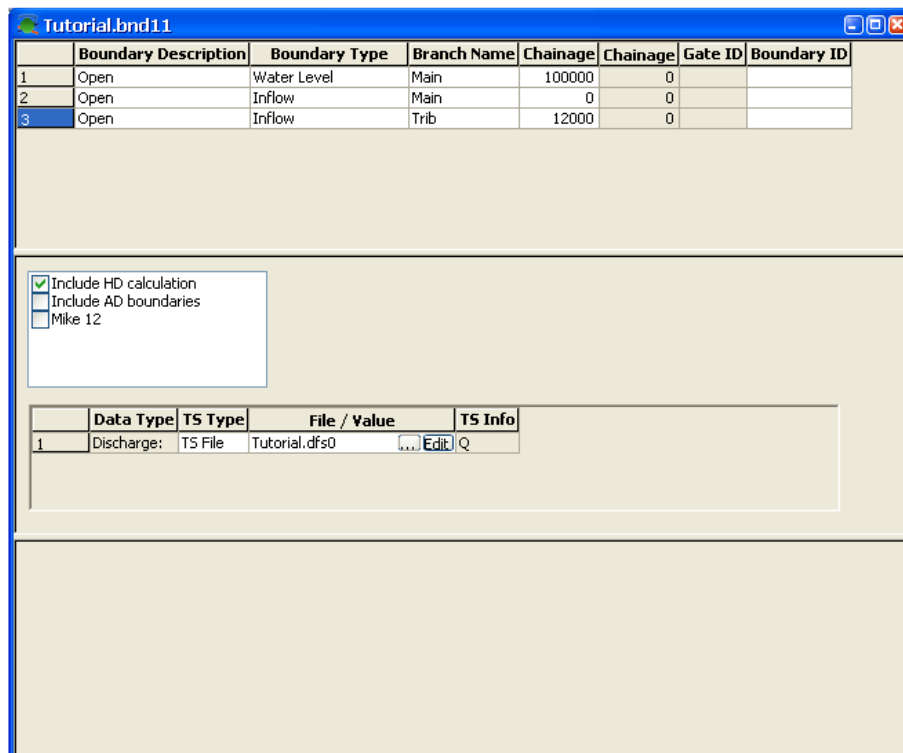 Tutorial.bnd11
Boundary Description Boundary Type Branch Name Chainage Chainage Gate ID Boundary ID
1 Open Water Level Main 100000 0
2 Open Inflow Main 0 0
3 Open Inflow Trib 12000 0
Include HD calculation
Include AD boundaries
Mike 12
Data Type TS Type File / Value TS Info
1 Discharge: TS File Tutorial.dfs0 ... Edit Q